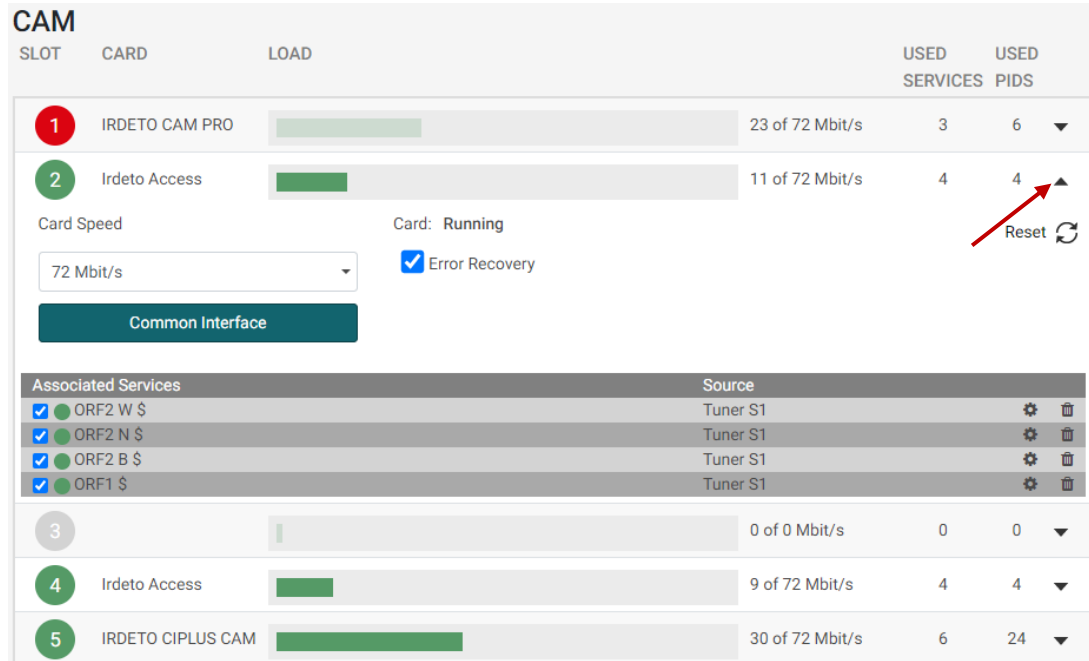 CAM
SLOT CARD LOAD USED SERVICES USED PIDS
1 IRDETO CAM PRO 23 of 72 Mbit/s 3 6
2 Irdeto Access 11 of 72 Mbit/s 4 4
Card Speed Card: Running Reset
72 Mbit/s Error Recovery
Common Interface
Associated Services Source
ORF2 W $ Tuner S1
ORF2 N $ Tuner S1
ORF2 B $ Tuner S1
ORF1 $ Tuner S1
3 0 of 0 Mbit/s 0 0
4 Irdeto Access 9 of 72 Mbit/s 4 4
5 IRDETO CIPLUS CAM 30 of 72 Mbit/s 6 24